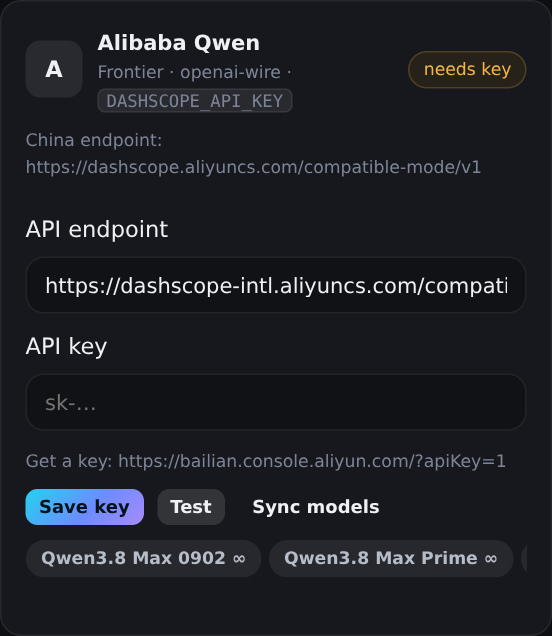 A
Alibaba Qwen
Frontier · openai-wire ·
DASHSCOPE_API_KEY
needs key
China endpoint:
https://dashscope.aliyuncs.com/compatible-mode/v1
API endpoint
https://dashscope-intl.aliyuncs.com/compati
API key
sk-...
Get a key: https://bailian.console.aliyun.com/?apiKey=1
Save key Test Sync models
Qwen3.8 Max 0902 ∞ Qwen3.8 Max Prime ∞